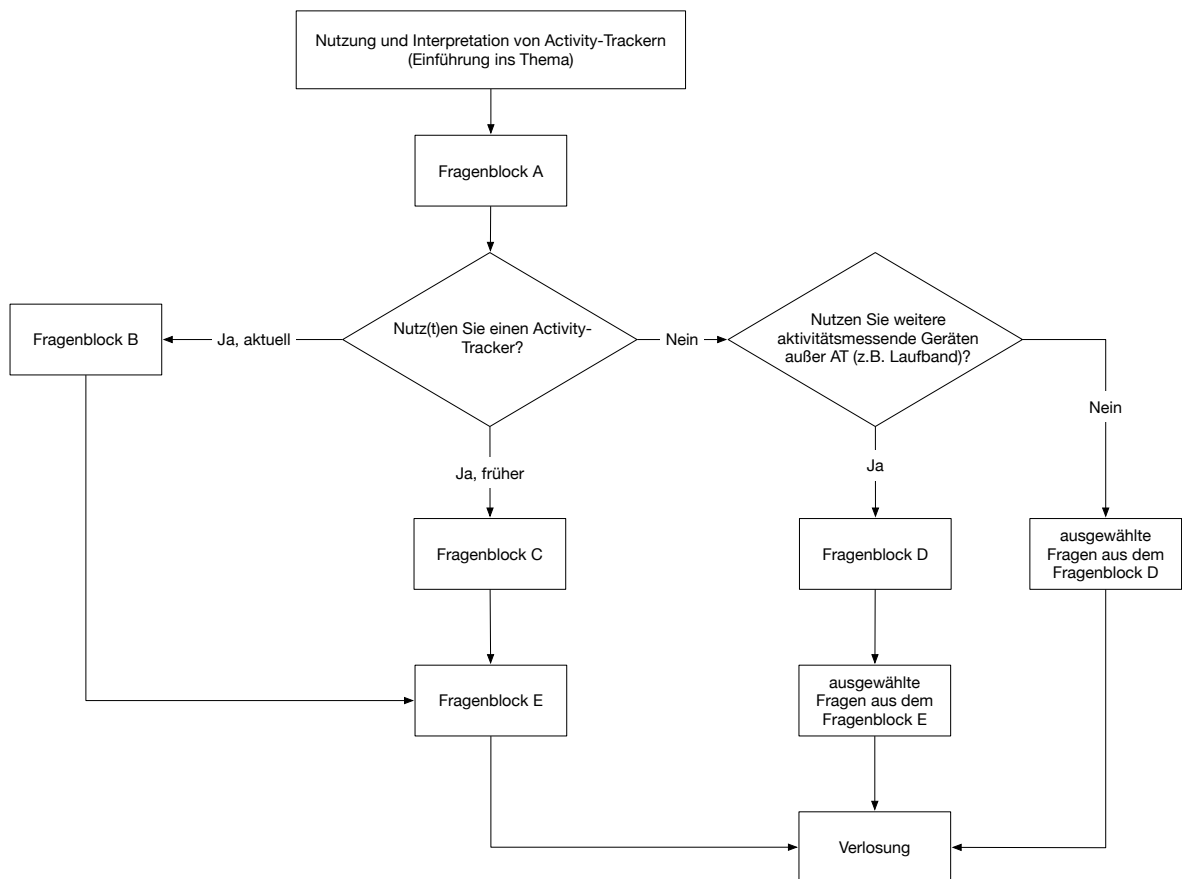 Nutzung und Interpretation von Activity-Trackern
(Einführung ins Thema)
Fragenblock A
Nutz(t)en Sie einen Activity-
Tracker?
Ja, aktuell
Fragenblock B
Nein
Nutzen Sie weitere
aktivitätsmessende Geräten
außer AT (z.B. Laufband)?
Nein
Ja, früher
Ja
Fragenblock C
Fragenblock D
ausgewählte
Fragen aus dem
Fragenblock D
Fragenblock E
ausgewählte
Fragen aus dem
Fragenblock E
Verlosung